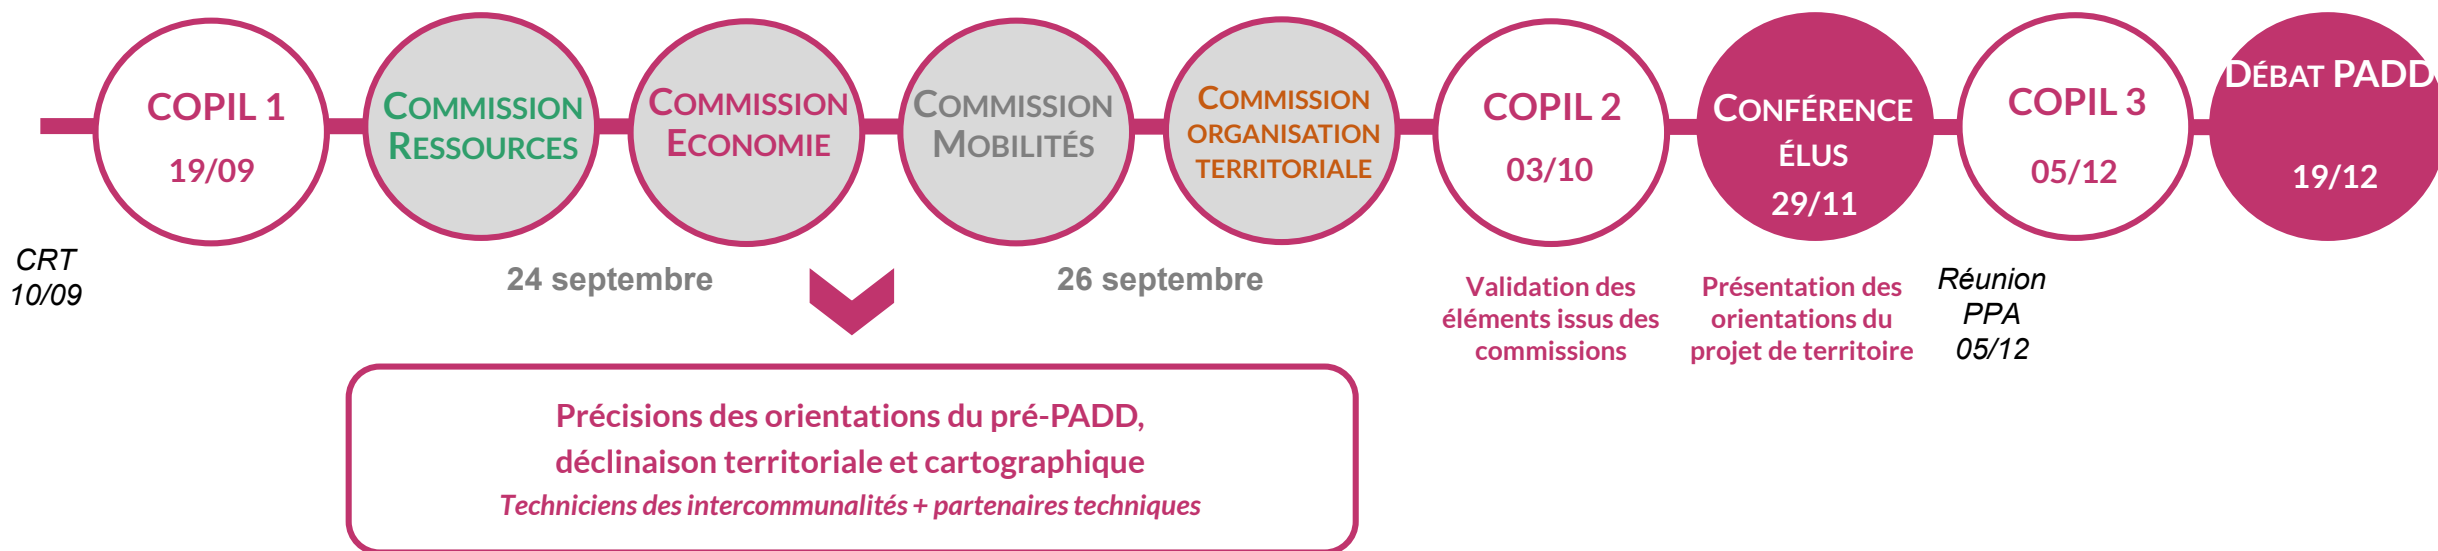 COPIL 1
19/09
COMMISSION
RESSOURCES
COMMISSION
ECONOMIE
COMMISSION
MOBILITÉS
COMMISSION
ORGANISATION
TERRITORIALE
COPIL 2
03/10
CONFÉRENCE
ÉLUS
29/11
COPIL 3
05/12
DÉBAT PADD
19/12
CRT
10/09
24 septembre
26 septembre
Validation des
éléments issus des
commissions
Présentation des
orientations du
projet de territoire
Réunion
PPA
05/12
Précisions des orientations du pré-PADD,
déclinaison territoriale et cartographique
Techniciens des intercommunalités + partenaires techniques